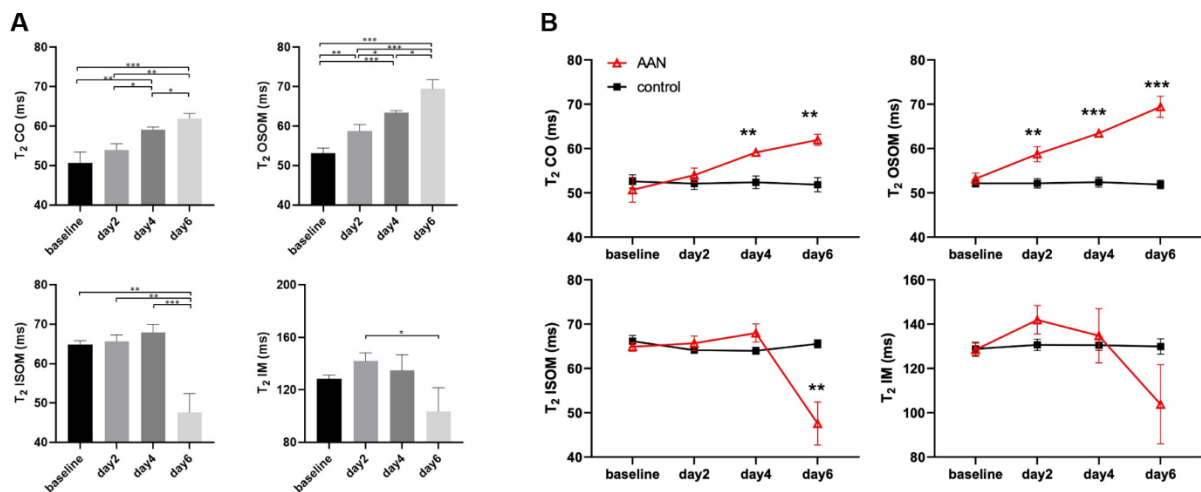 A
T2 CO (ms)
80
70
60
50
40
***
**
**
*
*
baseline
day2
day4
day6
T2 OSOM (ms)
80
70
60
50
40
***
***
**
*
*
***
baseline
day2
day4
day6
T2 ISOM (ms)
80
70
60
50
40
**
**
***
baseline
day2
day4
day6
T2 IM (ms)
200
160
120
80
*
baseline
day2
day4
day6
B
T2 CO (ms)
80
70
60
50
40
AAN
control
**
**
baseline
day2
day4
day6
T2 OSOM (ms)
80
70
60
50
40
**
***
***
baseline
day2
day4
day6
T2 ISOM (ms)
80
70
60
50
40
**
baseline
day2
day4
day6
T2 IM (ms)
160
140
120
100
80
60
baseline
day2
day4
day6